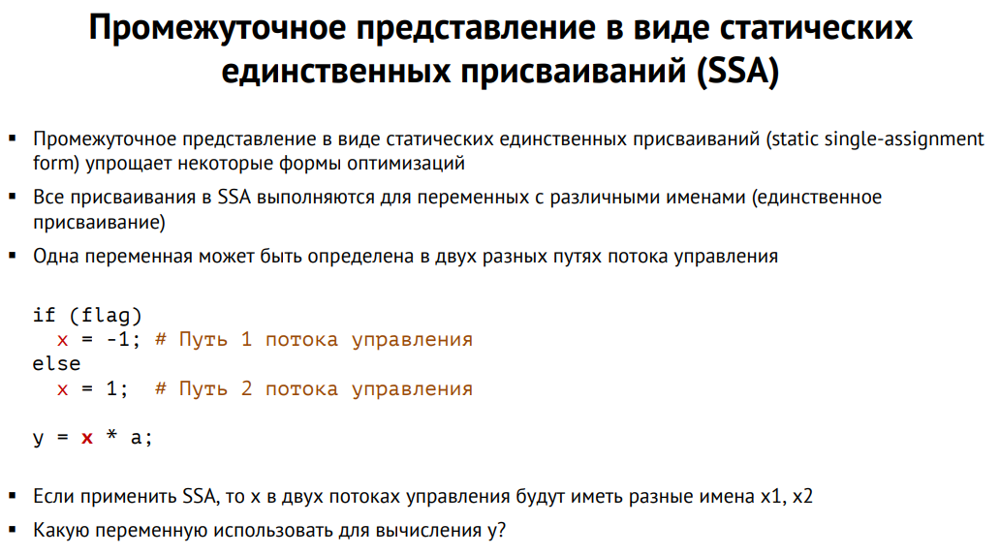 Промежуточное представление в виде статических
единственных присваиваний (SSA)
▪ Промежуточное представление в виде статических единственных присваиваний (static single-assignment
form) упрощает некоторые формы оптимизаций
▪ Все присваивания в SSA выполняются для переменных с различными именами (единственное
присваивание)
▪ Одна переменная может быть определена в двух разных путях потока управления
if (flag)
  x = -1; # Путь 1 потока управления
else
  x = 1;  # Путь 2 потока управления
y = x * a;
▪ Если применить SSA, то x в двух потоках управления будут иметь разные имена x1, x2
▪ Какую переменную использовать для вычисления y?